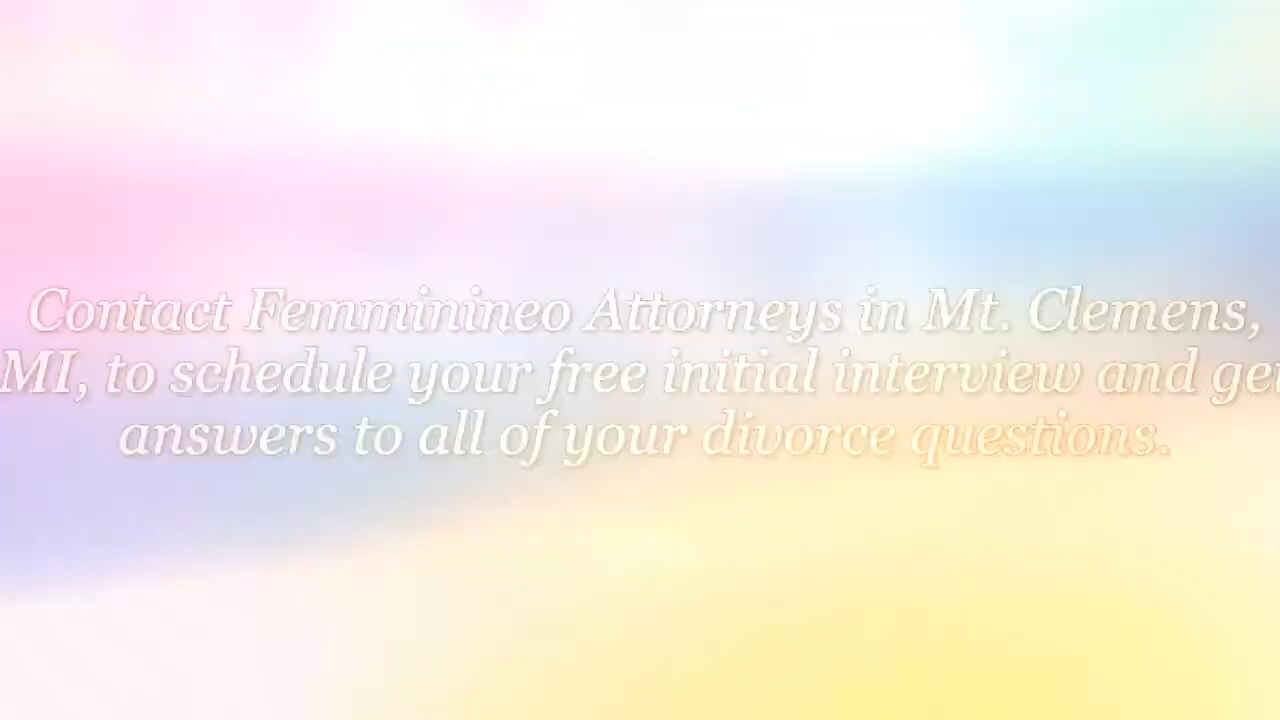 Contact Femminineo Attorneys in Mt. Clemens,
MI, to schedule your free initial interview and get
answers to all of your divorce questions.